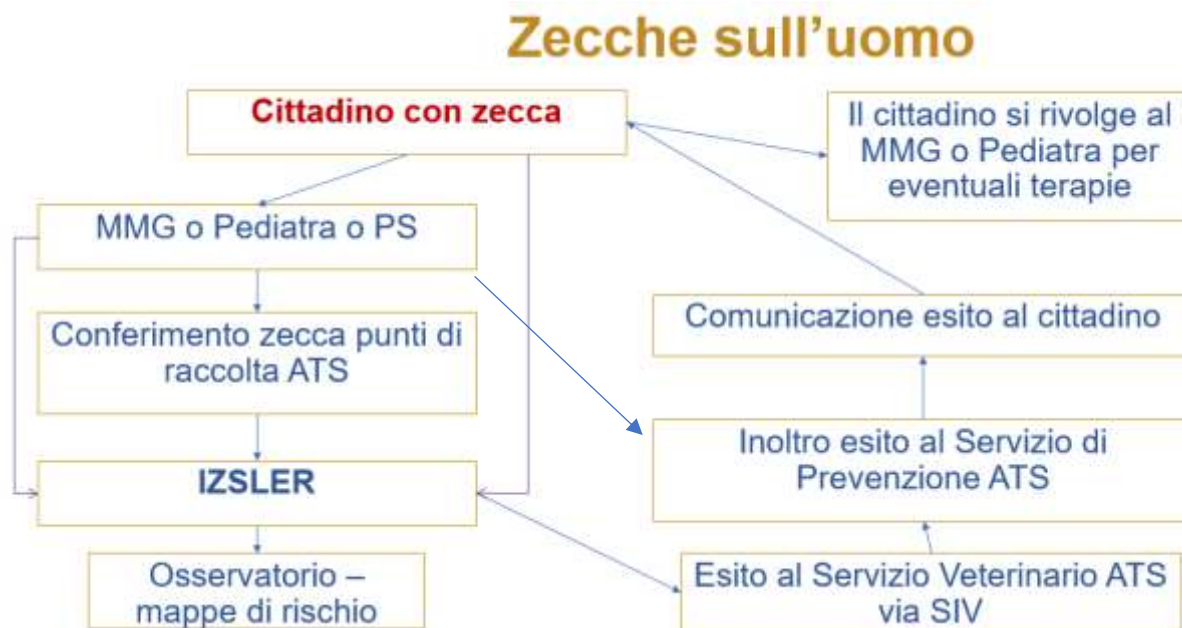 Zecche sull'uomo
Cittadino con zecca
Il cittadino si rivolge al
MMG o Pediatra per
eventuali terapie
MMG o Pediatra o PS
Conferimento zecca punti di
raccolta ATS
Comunicazione esito al cittadino
IZSLER
Inoltro esito al Servizio di
Prevenzione ATS
Osservatorio –
mappe di rischio
Esito al Servizio Veterinario ATS
via SIV